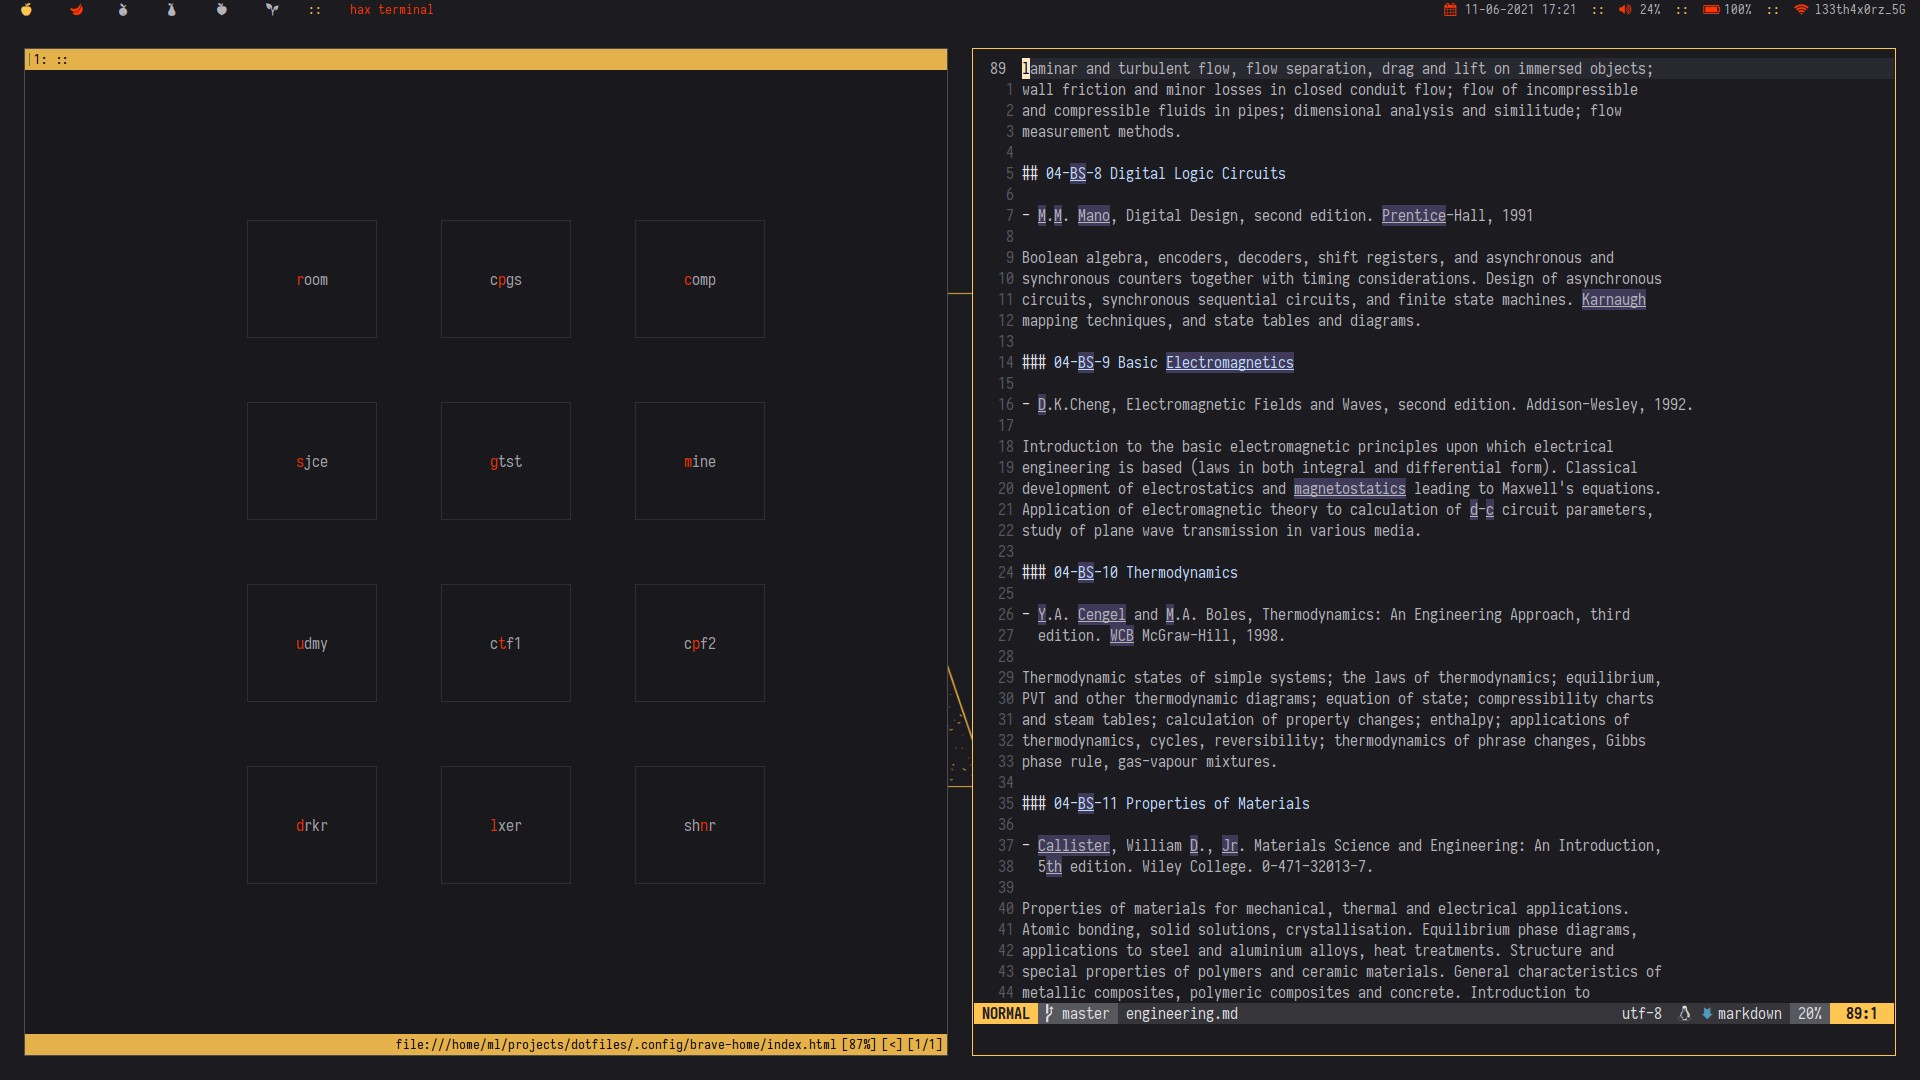 :: hax terminal 11-06-2021 17:21 :: 24% :: 100% :: l33th4x0rz_5G
1: ::
room cpgs comp
sjce gtst mine
udmy ctf1 cpf2
drkr lxer shnr
file:///home/ml/projects/dotfiles/.config/brave-home/index.html [87%] [<] [1/1]
89 laminar and turbulent flow, flow separation, drag and lift on immersed objects;
1 wall friction and minor losses in closed conduit flow; flow of incompressible
2 and compressible fluids in pipes; dimensional analysis and similitude; flow
3 measurement methods.
4
5 ## 04-BS-8 Digital Logic Circuits
6
7 - M.M. Mano, Digital Design, second edition. Prentice-Hall, 1991
8
9 Boolean algebra, encoders, decoders, shift registers, and asynchronous and
10 synchronous counters together with timing considerations. Design of asynchronous
11 circuits, synchronous sequential circuits, and finite state machines. Karnaugh
12 mapping techniques, and state tables and diagrams.
13
14 ### 04-BS-9 Basic Electromagnetics
15
16 - D.K.Cheng, Electromagnetic Fields and Waves, second edition. Addison-Wesley, 1992.
17
18 Introduction to the basic electromagnetic principles upon which electrical
19 engineering is based (laws in both integral and differential form). Classical
20 development of electrostatics and magnetostatics leading to Maxwell's equations.
21 Application of electromagnetic theory to calculation of d-c circuit parameters,
22 study of plane wave transmission in various media.
23
24 ### 04-BS-10 Thermodynamics
25
26 - Y.A. Cengel and M.A. Boles, Thermodynamics: An Engineering Approach, third
27 edition. WCB McGraw-Hill, 1998.
28
29 Thermodynamic states of simple systems; the laws of thermodynamics; equilibrium,
30 PVT and other thermodynamic diagrams; equation of state; compressibility charts
31 and steam tables; calculation of property changes; enthalpy; applications of
32 thermodynamics, cycles, reversibility; thermodynamics of phrase changes, Gibbs
33 phase rule, gas-vapour mixtures.
34
35 ### 04-BS-11 Properties of Materials
36
37 - Callister, William D., Jr. Materials Science and Engineering: An Introduction,
38 5th edition. Wiley College. 0-471-32013-7.
39
40 Properties of materials for mechanical, thermal and electrical applications.
41 Atomic bonding, solid solutions, crystallisation. Equilibrium phase diagrams,
42 applications to steel and aluminium alloys, heat treatments. Structure and
43 special properties of polymers and ceramic materials. General characteristics of
44 metallic composites, polymeric composites and concrete. Introduction to
NORMAL master engineering.md utf-8 markdown 20% 89:1